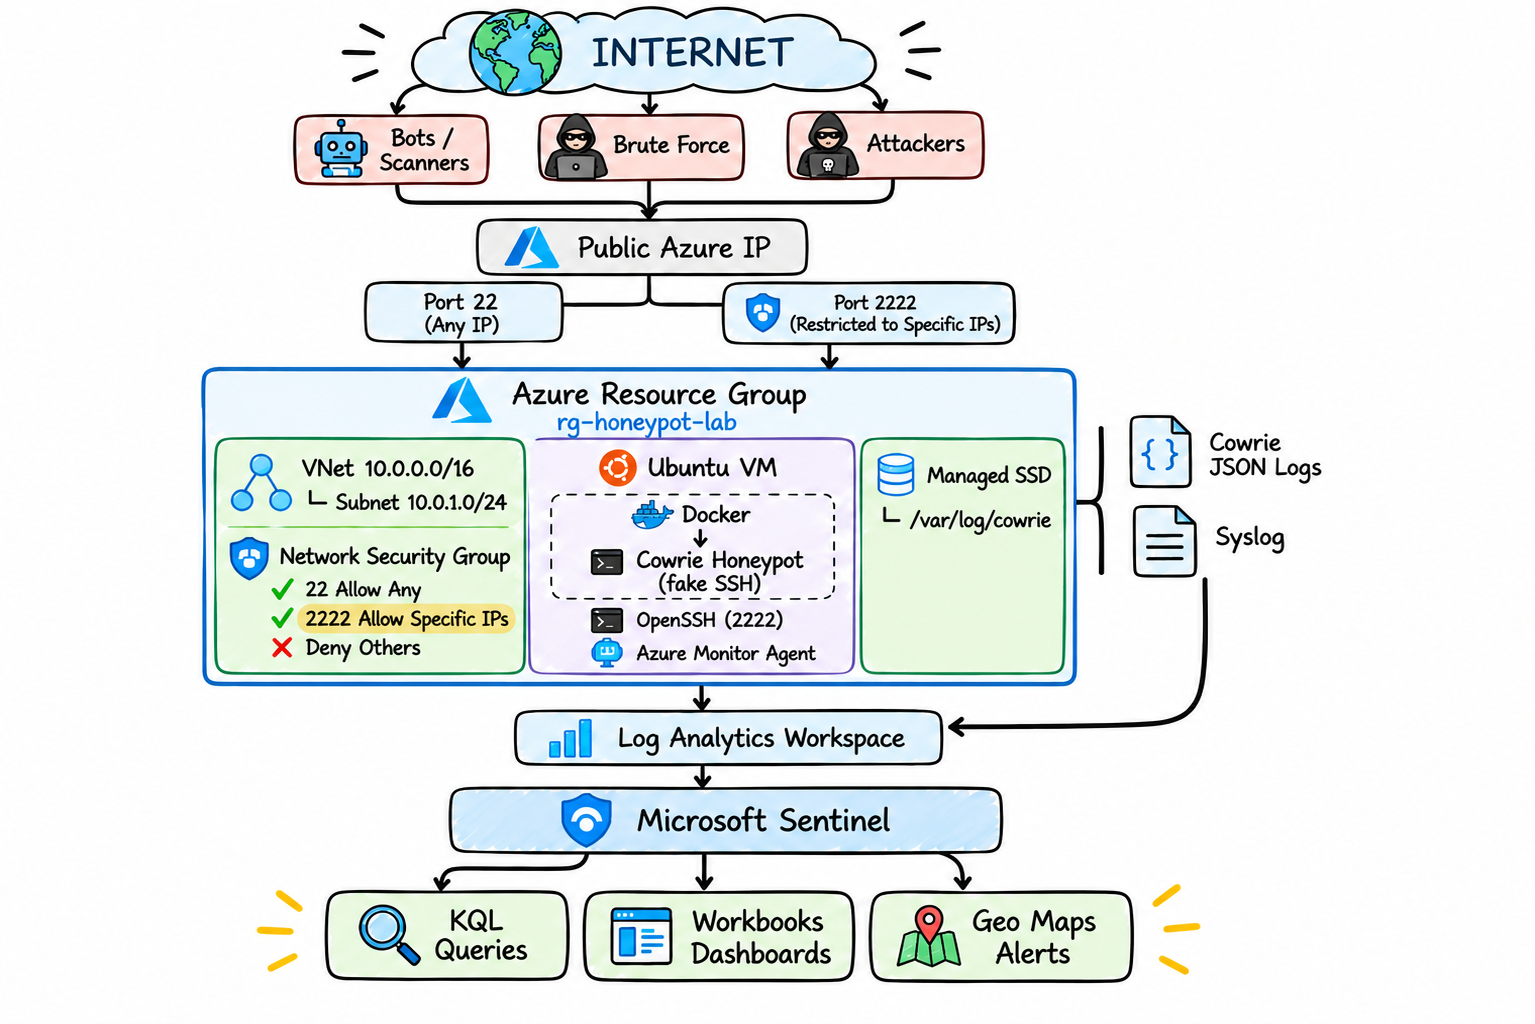 INTERNET
Bots /
Scanners
Brute Force
Attackers
Public Azure IP
Port 22
(Any IP)
Port 2222
(Restricted to Specific IPs)
Azure Resource Group
rg-honeypot-lab
VNet 10.0.0.0/16
Subnet 10.0.1.0/24
Network Security Group
22 Allow Any
2222 Allow Specific IPs
Deny Others
Ubuntu VM
Docker
Cowrie Honeypot
(fake SSH)
OpenSSH (2222)
Azure Monitor Agent
Managed SSD
/var/log/cowrie
Cowrie
JSON Logs
Syslog
Log Analytics Workspace
Microsoft Sentinel
KQL
Queries
Workbooks
Dashboards
Geo Maps
Alerts